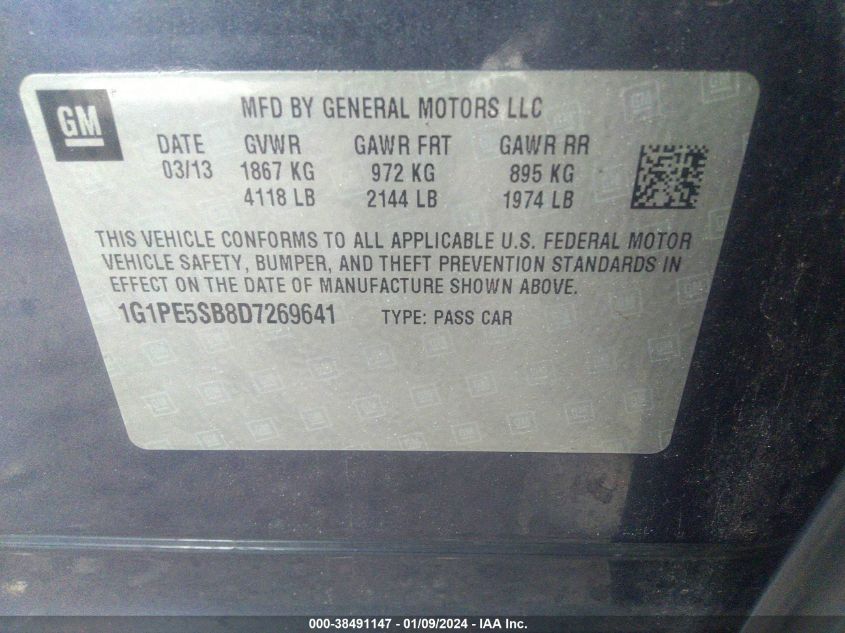 GM
MFD BY GENERAL MOTORS LLC
DATE GVWR GAWR FRT GAWR RR
03/13 1867 KG 972 KG 895 KG
4118 LB 2144 LB 1974 LB
THIS VEHICLE CONFORMS TO ALL APPLICABLE U.S. FEDERAL MOTOR
VEHICLE SAFETY, BUMPER, AND THEFT PREVENTION STANDARDS IN
EFFECT ON THE DATE OF MANUFACTURE SHOWN ABOVE.
1G1PE5SB8D7269641 TYPE: PASS CAR
000-38491147 - 01/09/2024 - IAA Inc.